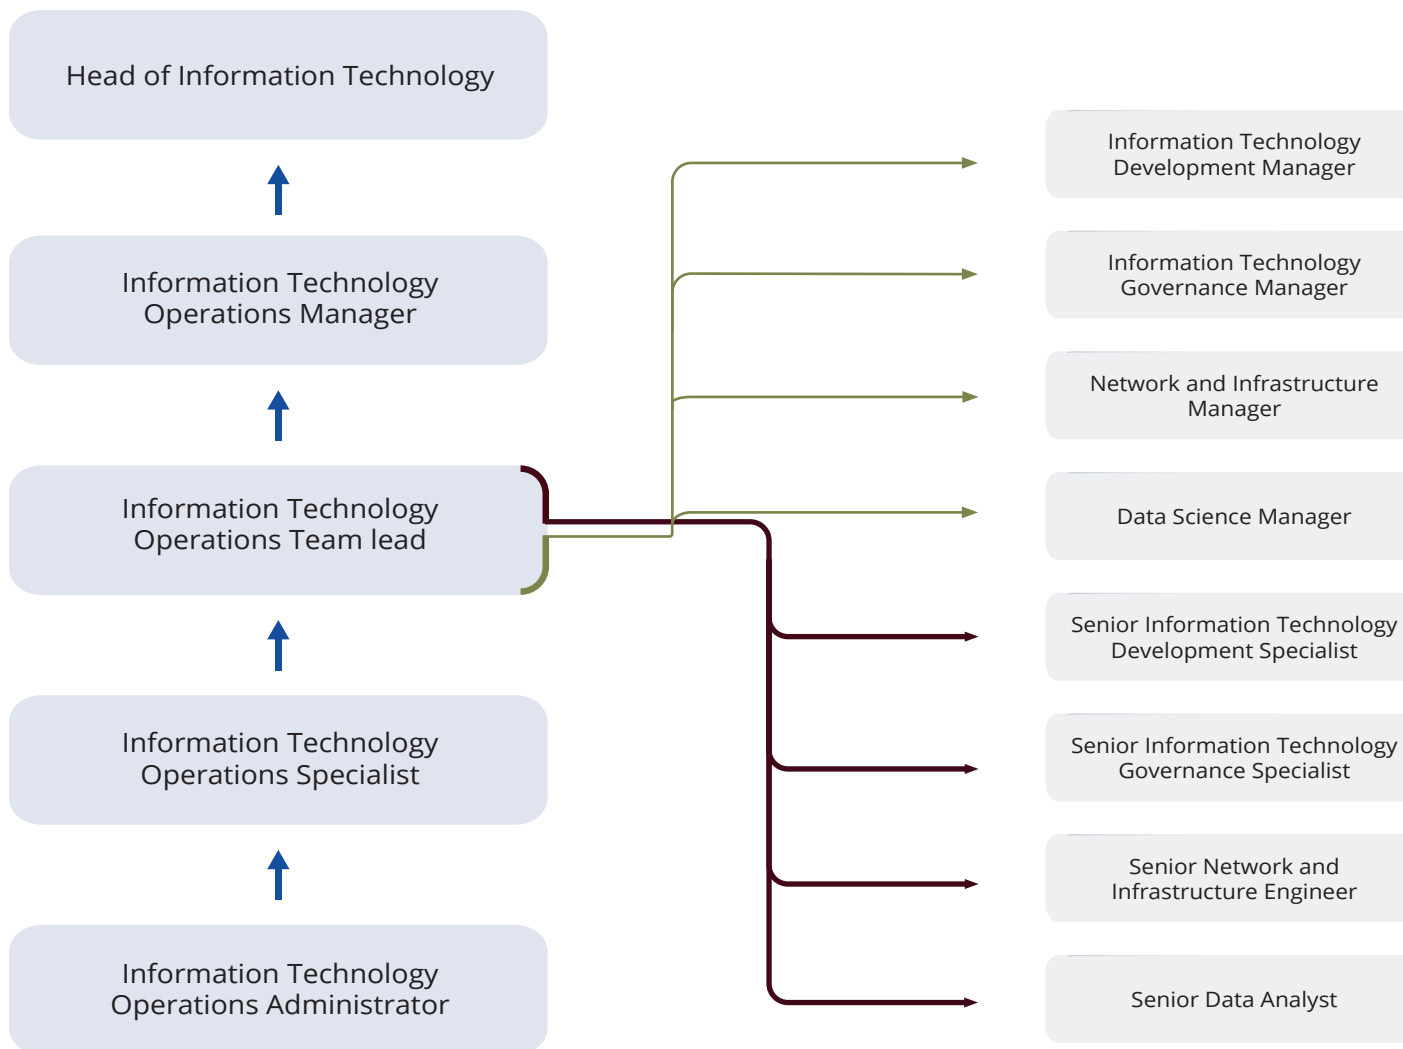 Head of Information Technology
Information Technology
Operations Manager
Information Technology
Operations Team lead
Information Technology
Operations Specialist
Information Technology
Operations Administrator
Information Technology
Development Manager
Information Technology
Governance Manager
Network and Infrastructure
Manager
Data Science Manager
Senior Information Technology
Development Specialist
Senior Information Technology
Governance Specialist
Senior Network and
Infrastructure Engineer
Senior Data Analyst